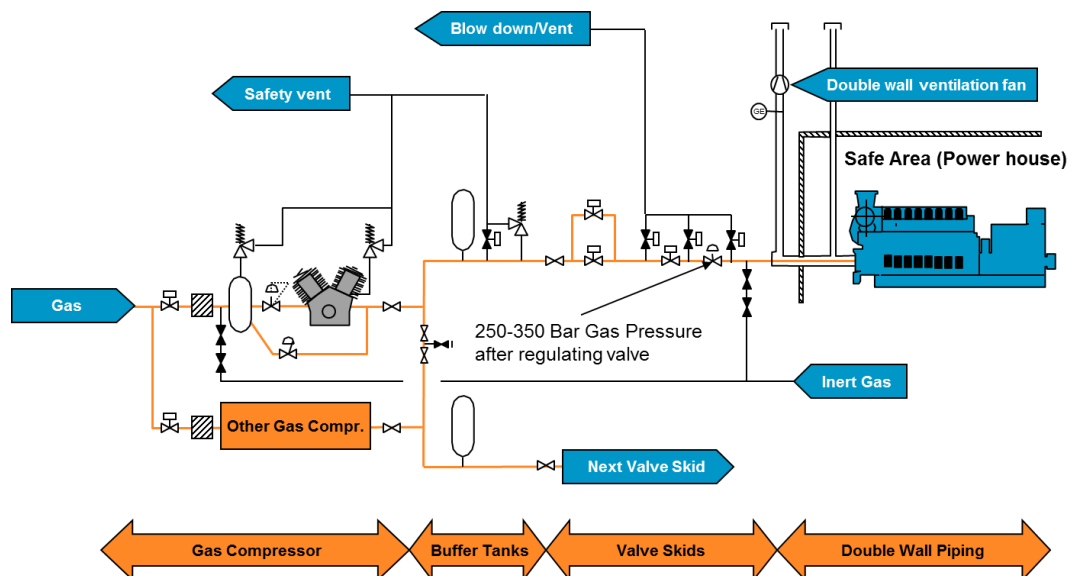 Blow down/Vent
Safety vent
Double wall ventilation fan
GE
Safe Area (Power house)
Gas
250-350 Bar Gas Pressure
after regulating valve
Inert Gas
Other Gas Compr.
Next Valve Skid
Gas Compressor
Buffer Tanks
Valve Skids
Double Wall Piping